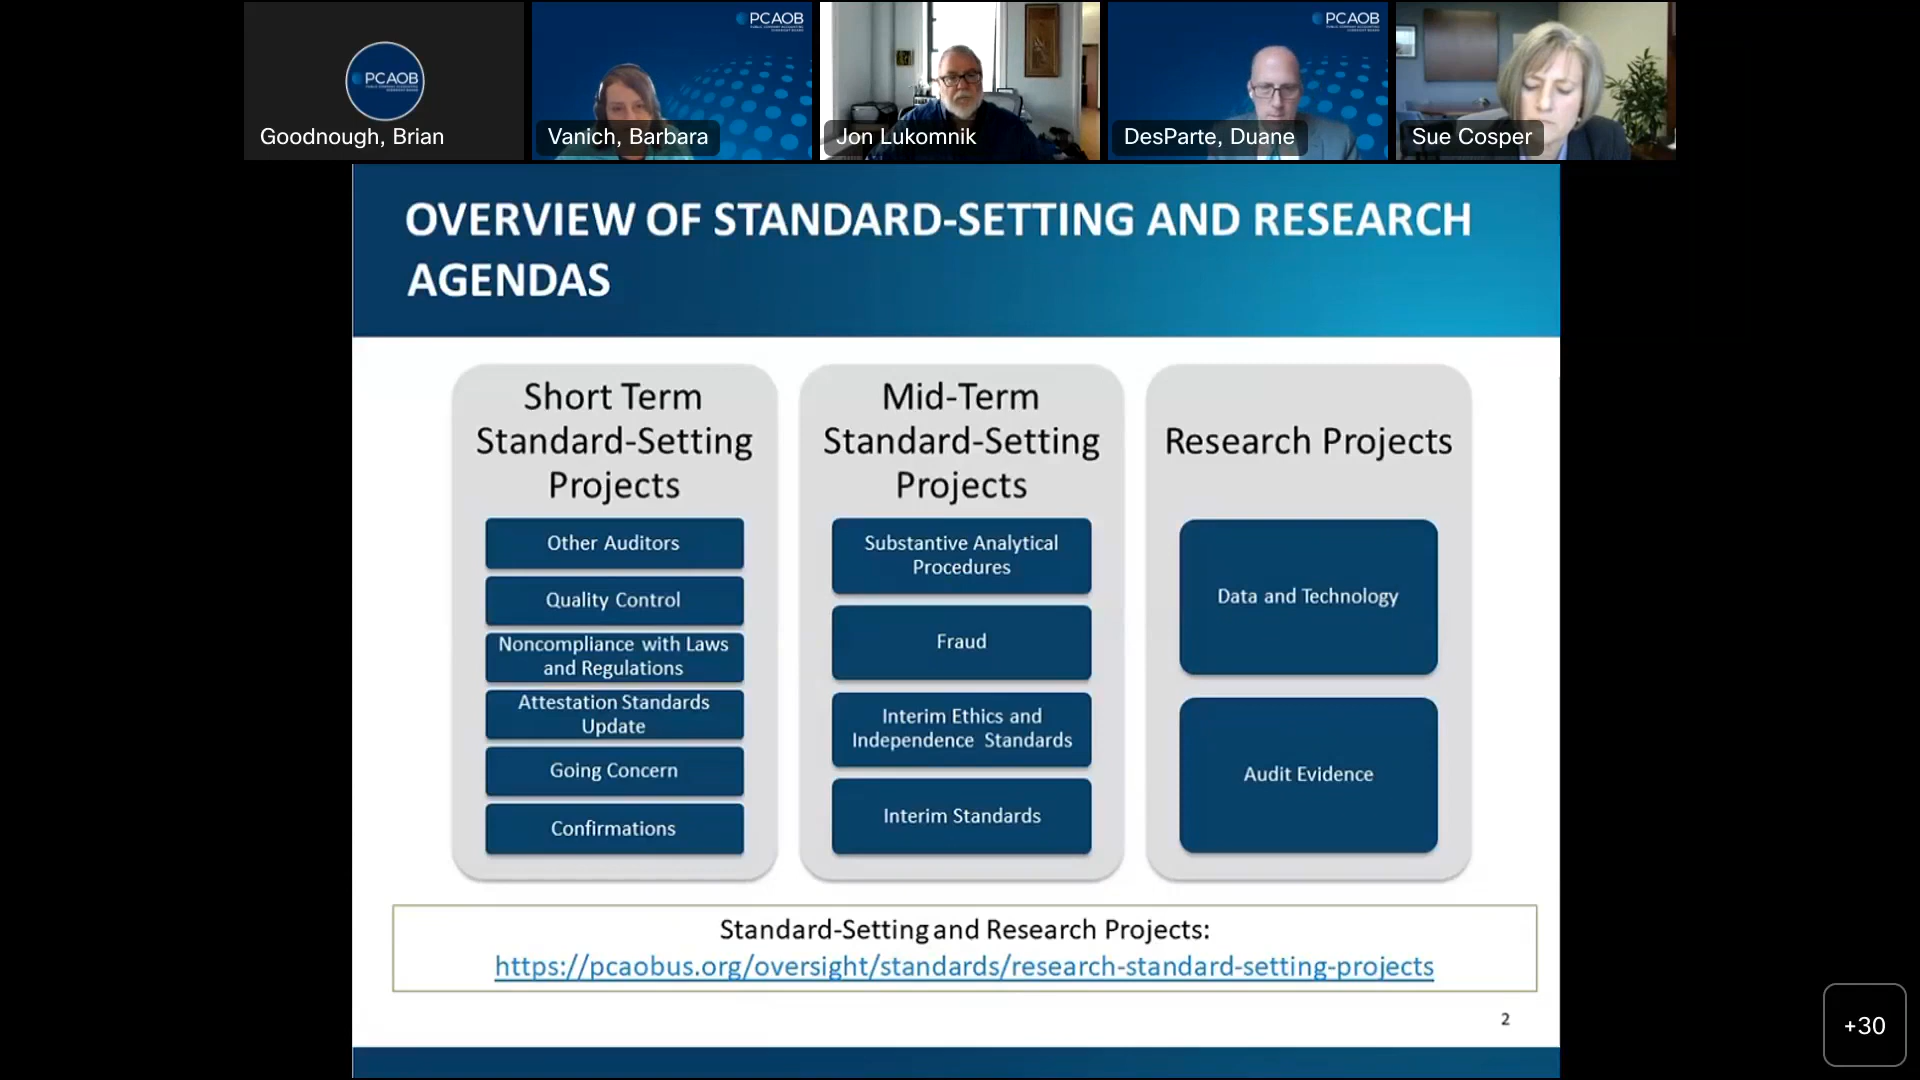 PCAOB
Goodnough, Brian
PCAOB
Vanich, Barbara
Jon Lukomnik
PCAOB
DesParte, Duane
Sue Cosper
OVERVIEW OF STANDARD-SETTING AND RESEARCH
AGENDAS
Short Term
Standard-Setting
Projects
Other Auditors
Quality Control
Noncompliance with Laws
and Regulations
Attestation Standards
Update
Going Concern
Confirmations
Mid-Term
Standard-Setting
Projects
Substantive Analytical
Procedures
Fraud
Interim Ethics and
Independence Standards
Interim Standards
Research Projects
Data and Technology
Audit Evidence
Standard-Setting and Research Projects:
https://pcaobus.org/oversight/standards/research-standard-setting-projects
2
+30